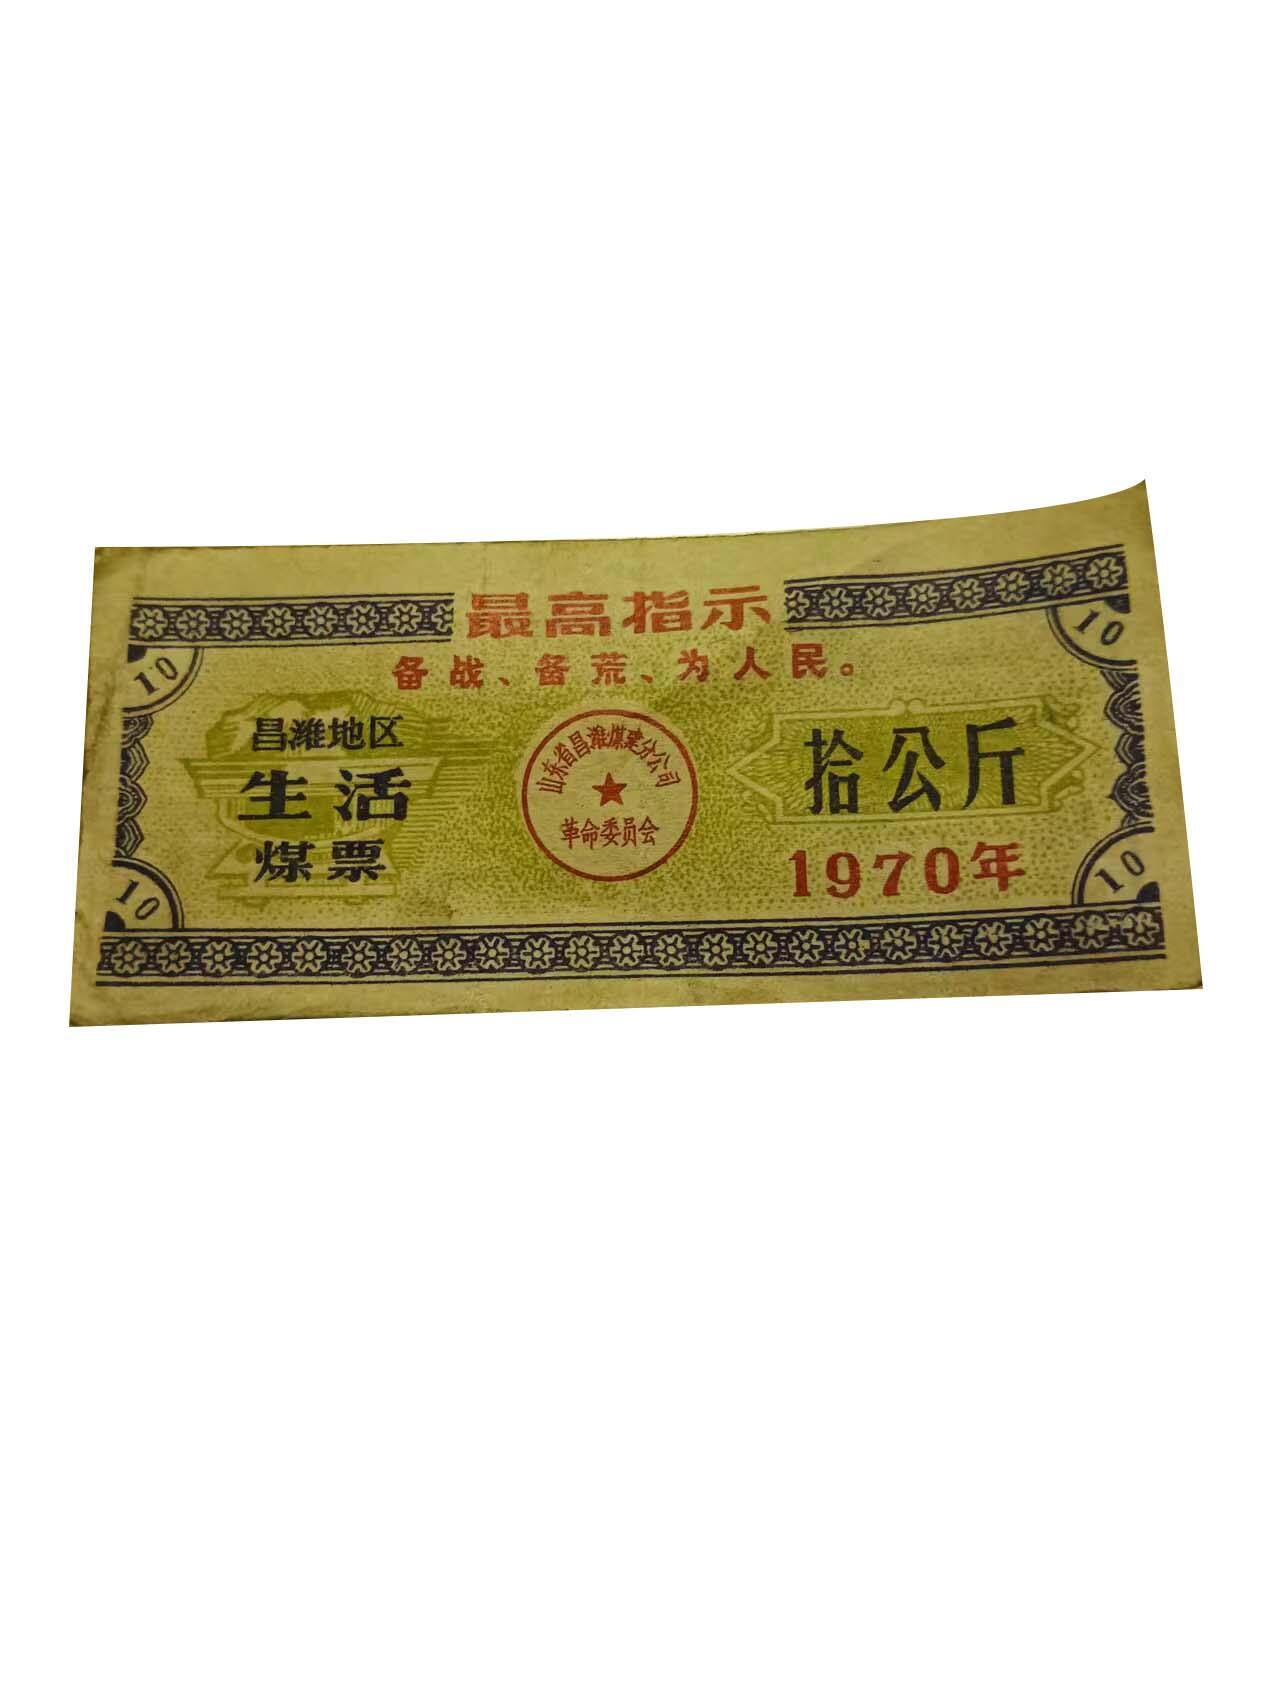 最高指示
备战、备荒、为人民。
10
10
昌潍地区
生活
煤票
山东省昌潍煤建分公司
革命委员会
拾公斤
1970年
10
10